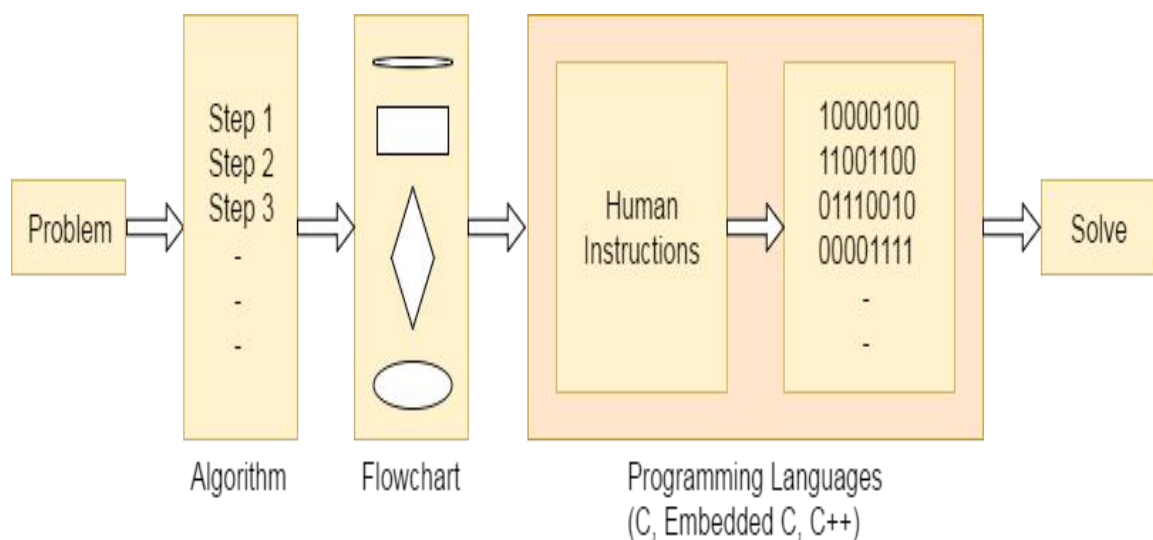 Problem
Step 1
Step 2
Step 3
-
-
-
Algorithm
Flowchart
Human
Instructions
10000100
11001100
01110010
00001111
-
-
Programming Languages
(C, Embedded C, C++)
Solve